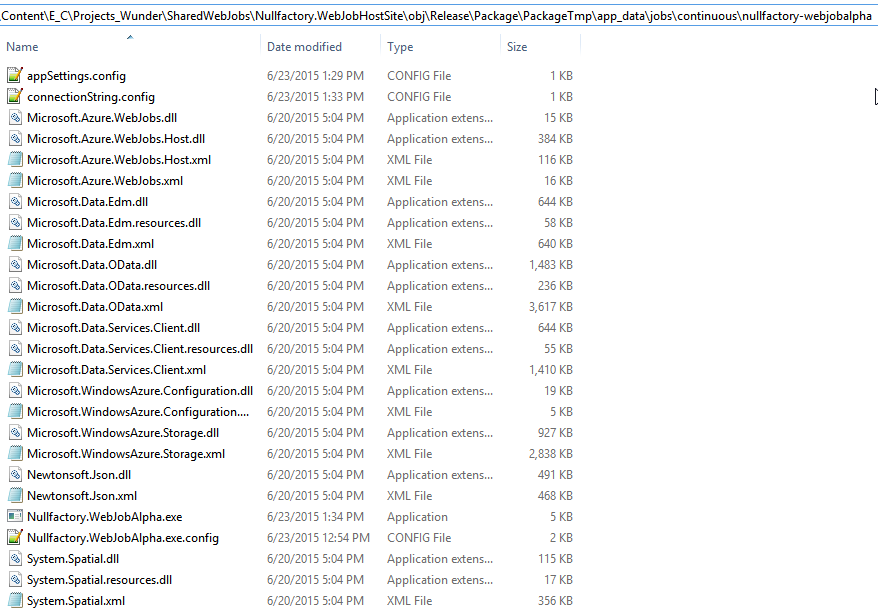 Content\E_C\Projects_Wunder\SharedWebJobs\Nullfactory.WebJobHostSite\obj\Release\Package\PackageTmp\app_data\jobs\continuous\nullfactory-webjobalpha
Name Date modified Type Size
appSettings.config 6/23/2015 1:29 PM CONFIG File 1 KB
connectionString.config 6/23/2015 1:33 PM CONFIG File 1 KB
Microsoft.Azure.WebJobs.dll 6/20/2015 5:04 PM Application extens... 15 KB
Microsoft.Azure.WebJobs.Host.dll 6/20/2015 5:04 PM Application extens... 384 KB
Microsoft.Azure.WebJobs.Host.xml 6/20/2015 5:04 PM XML File 116 KB
Microsoft.Azure.WebJobs.xml 6/20/2015 5:04 PM XML File 16 KB
Microsoft.Data.Edm.dll 6/20/2015 5:04 PM Application extens... 644 KB
Microsoft.Data.Edm.resources.dll 6/20/2015 5:04 PM Application extens... 58 KB
Microsoft.Data.Edm.xml 6/20/2015 5:04 PM XML File 640 KB
Microsoft.Data.OData.dll 6/20/2015 5:04 PM Application extens... 1,483 KB
Microsoft.Data.OData.resources.dll 6/20/2015 5:04 PM Application extens... 236 KB
Microsoft.Data.OData.xml 6/20/2015 5:04 PM XML File 3,617 KB
Microsoft.Data.Services.Client.dll 6/20/2015 5:04 PM Application extens... 644 KB
Microsoft.Data.Services.Client.resources.dll 6/20/2015 5:04 PM Application extens... 55 KB
Microsoft.Data.Services.Client.xml 6/20/2015 5:04 PM XML File 1,410 KB
Microsoft.WindowsAzure.Configuration.dll 6/20/2015 5:04 PM Application extens... 19 KB
Microsoft.WindowsAzure.Configuration.... 6/20/2015 5:04 PM XML File 5 KB
Microsoft.WindowsAzure.Storage.dll 6/20/2015 5:04 PM Application extens... 927 KB
Microsoft.WindowsAzure.Storage.xml 6/20/2015 5:04 PM XML File 2,838 KB
Newtonsoft.Json.dll 6/20/2015 5:04 PM Application extens... 491 KB
Newtonsoft.Json.xml 6/20/2015 5:04 PM XML File 468 KB
Nullfactory.WebJobAlpha.exe 6/23/2015 1:34 PM Application 5 KB
Nullfactory.WebJobAlpha.exe.config 6/23/2015 12:54 PM CONFIG File 2 KB
System.Spatial.dll 6/20/2015 5:04 PM Application extens... 115 KB
System.Spatial.resources.dll 6/20/2015 5:04 PM Application extens... 17 KB
System.Spatial.xml 6/20/2015 5:04 PM XML File 356 KB